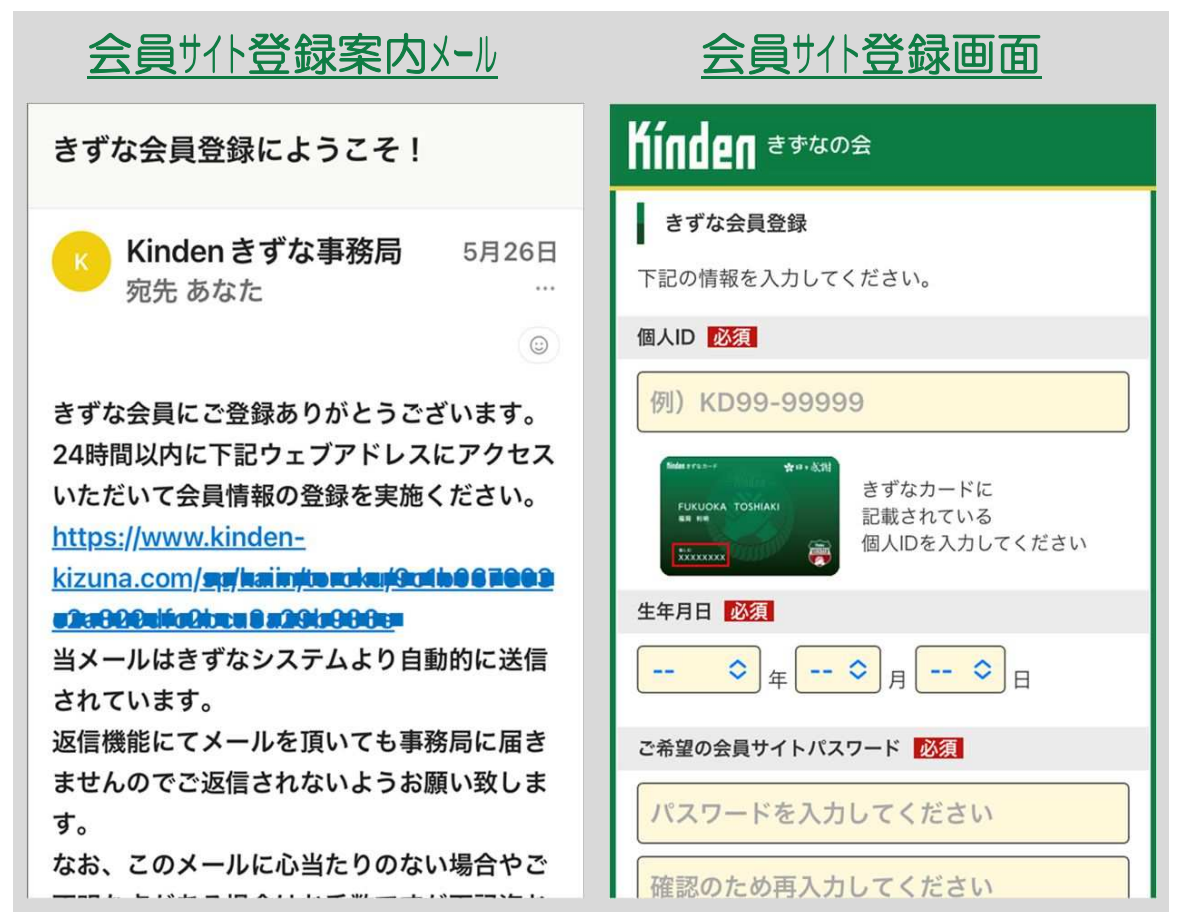 会員サイト登録案内メール
きずな会員登録にようこそ！
K
Kinden きずな事務局
5月26日
宛先 あなた
…
きずな会員にご登録ありがとうございます。
24時間以内に下記ウェブアドレスにアクセス
いただいて会員情報の登録を実施ください。
https://www.kinden-
kizuna.com/
当メールはきずなシステムより自動的に送信
されています。
返信機能にてメールを頂いても事務局に届き
ませんのでご返信されないようお願い致しま
す。
なお、このメールに心当たりのない場合やご
会員サイト登録画面
Kinden きずなの会
きずな会員登録
下記の情報を入力してください。
個人ID 必須
例）KD99-99999
Kinden きずなカード
FUKUOKA TOSHIAKI
福岡 利明
XXXXXXXX
きずなカードに
記載されている
個人IDを入力してください
生年月日 必須
-- 年 -- 月 -- 日
ご希望の会員サイトパスワード 必須
パスワードを入力してください
確認のため再入力してください